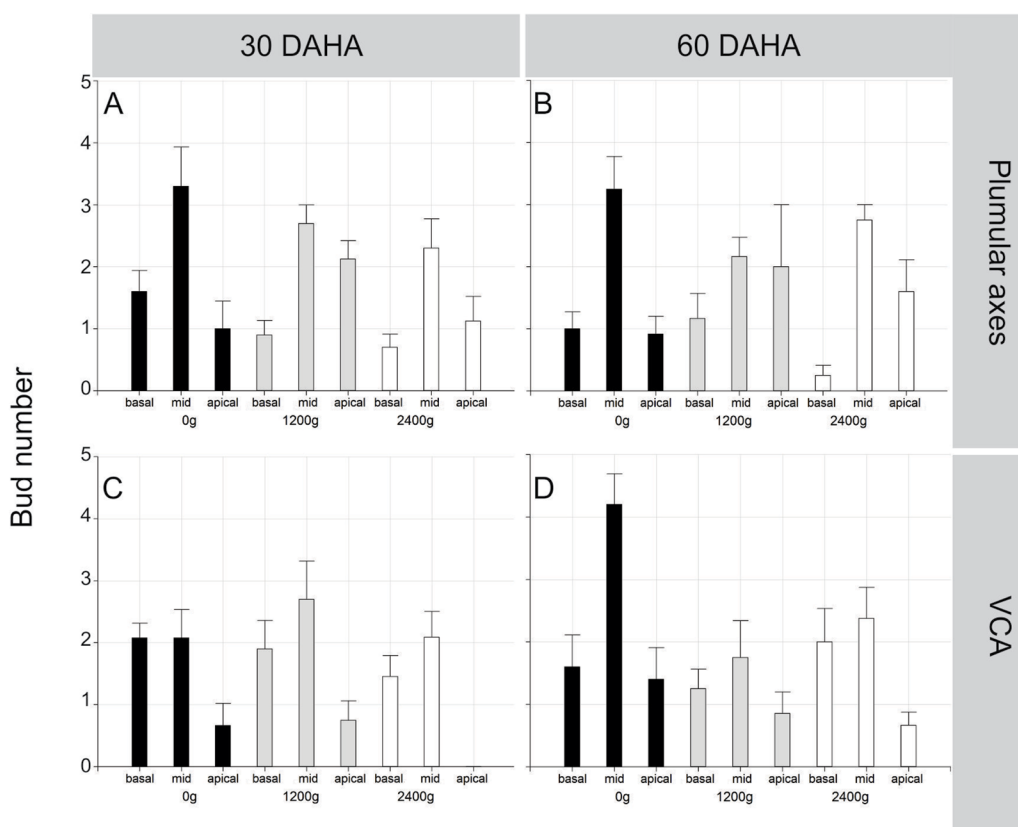 30 DAHA 60 DAHA
A
B
5
4
3
2
1
0
basal mid apical basal mid apical basal mid apical
0g 1200g 2400g
basal mid apical basal mid apical basal mid apical
0g 1200g 2400g
Plumular axes
Bud number
C
D
5
4
3
2
1
0
basal mid apical basal mid apical basal mid apical
0g 1200g 2400g
basal mid apical basal mid apical basal mid apical
0g 1200g 2400g
VCA